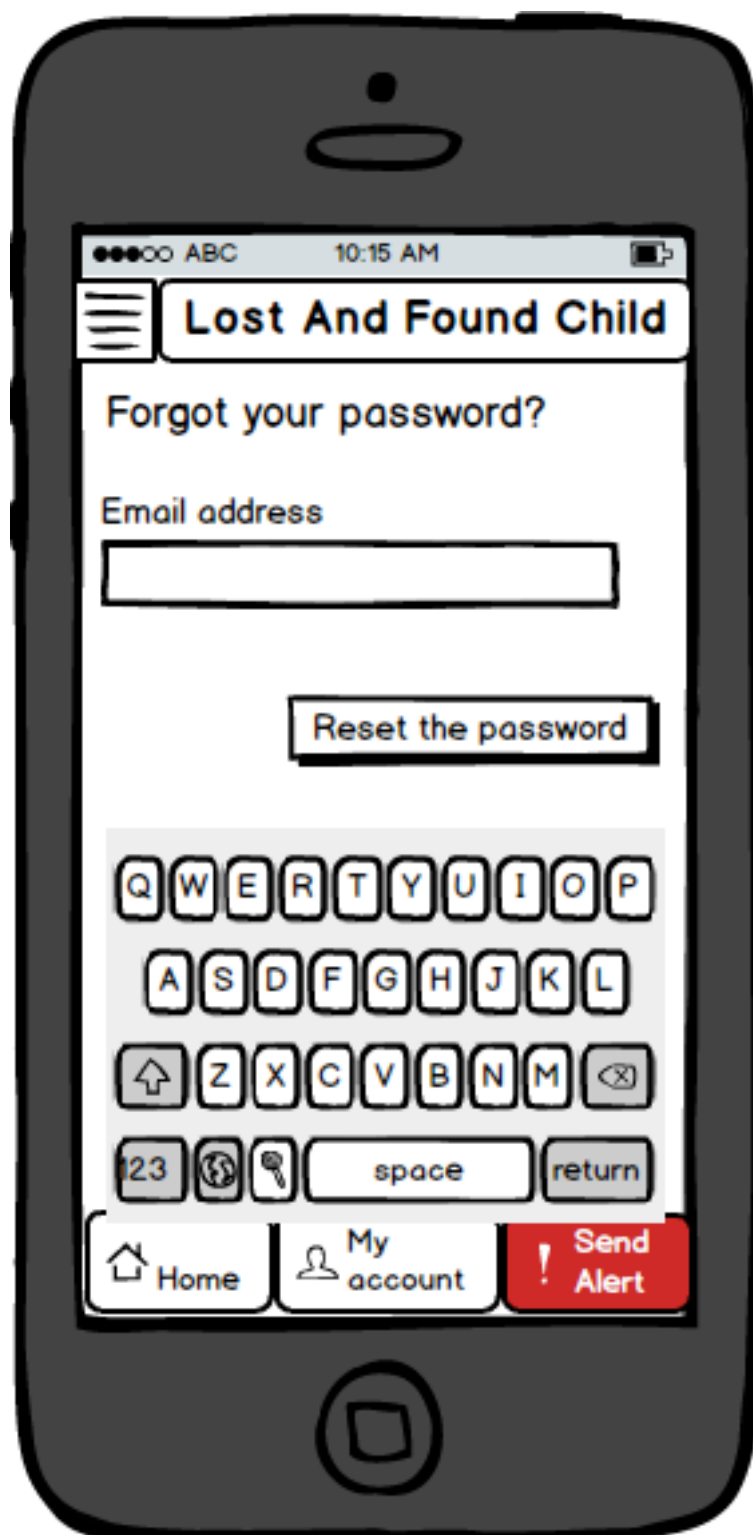 ABC 10:15 AM
Lost And Found Child
Forgot your password?
Email address
Reset the password
Q W E R T Y U I O P
A S D F G H J K L
Z X C V B N M
123 space return
Home
My
account
Send
Alert